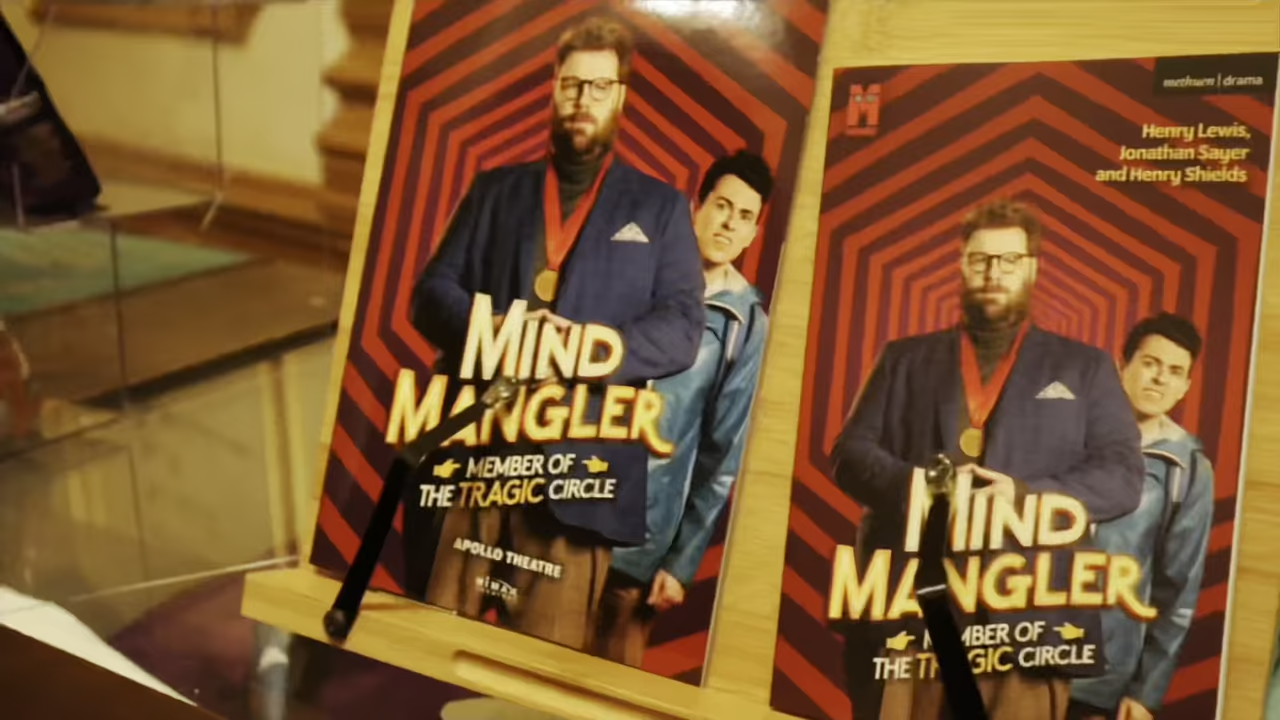 MIND
MANGLER
MEMBER OF
THE TRAGIC CIRCLE
APOLLO THEATRE
NIMAX
methuen | drama
M
Henry Lewis,
Jonathan Sayer
and Henry Shields
MIND
MANGLER
MEMBER OF
THE TRAGIC CIRCLE